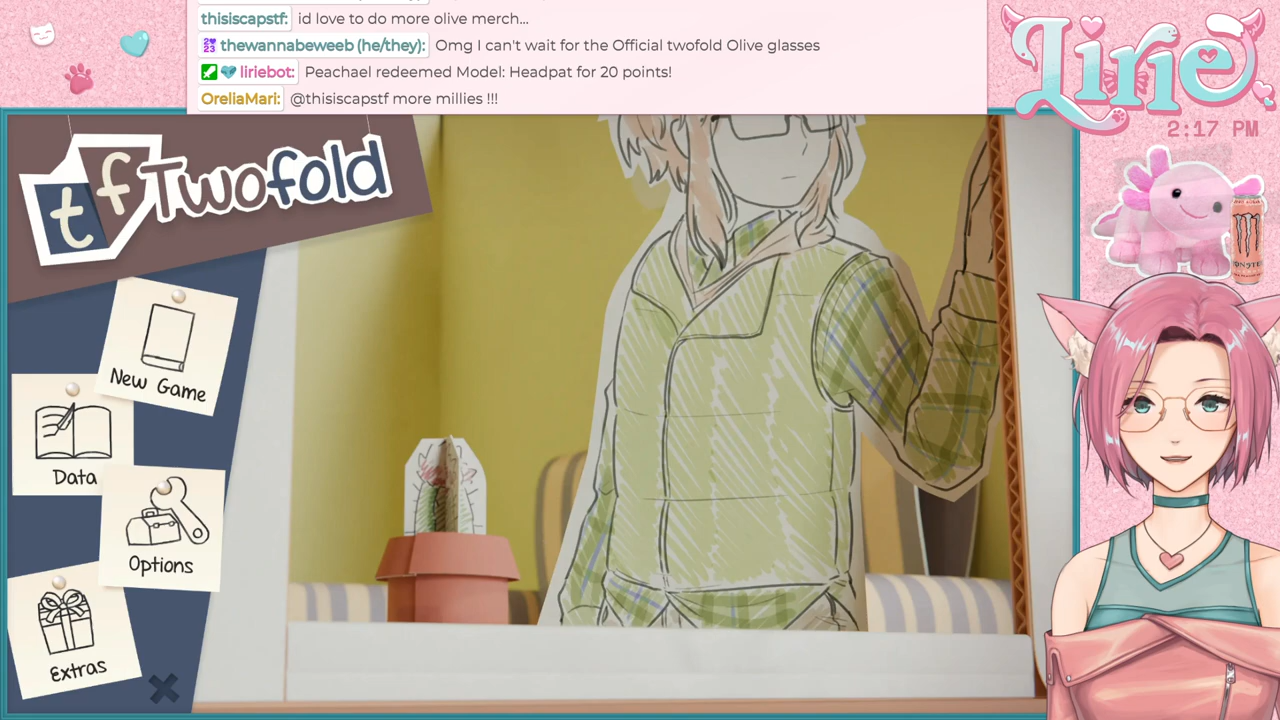 thisiscapstf: id love to do more olive merch...
thewannabeweeb (he/they): Omg I can't wait for the Official twofold Olive glasses
liriebot: Peachael redeemed Model: Headpat for 20 points!
OreliaMari: @thisiscapstf more millies !!!
Lirie
2:17 PM
tf Twofold
New Game
Data
Options
Extras
MONSTER